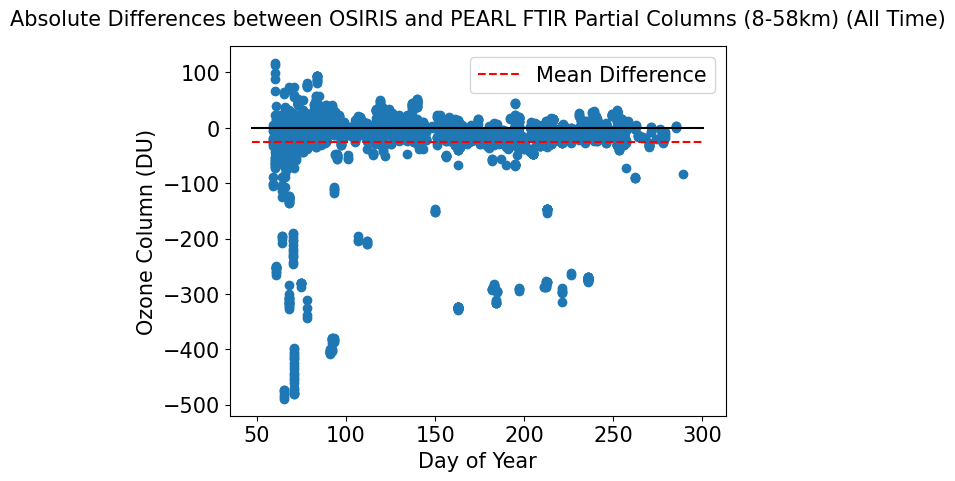 Absolute Differences between OSIRIS and PEARL FTIR Partial Columns (8-58km) (All Time)
Mean Difference
100
0
−100
−200
−300
−400
−500
Ozone Column (DU)
50 100 150 200 250 300
Day of Year